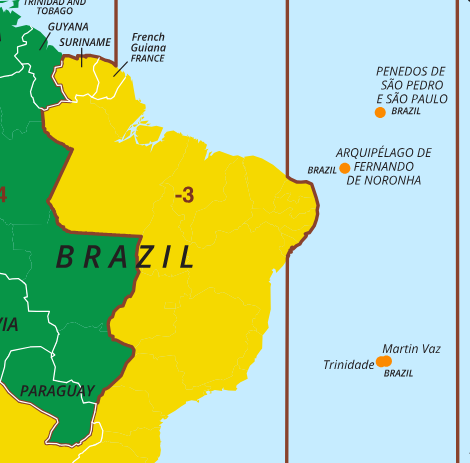 TRINIDAD AND
TOBAGO
GUYANA
SURINAME
French
Guiana
FRANCE
PENEDOS DE
SÃO PEDRO
E SÃO PAULO
BRAZIL
ARQUIPÉLAGO DE
FERNANDO
DE NORONHA
BRAZIL
4
-3
BRAZIL
VIA
PARAGUAY
Martin Vaz
Trinidade
BRAZIL